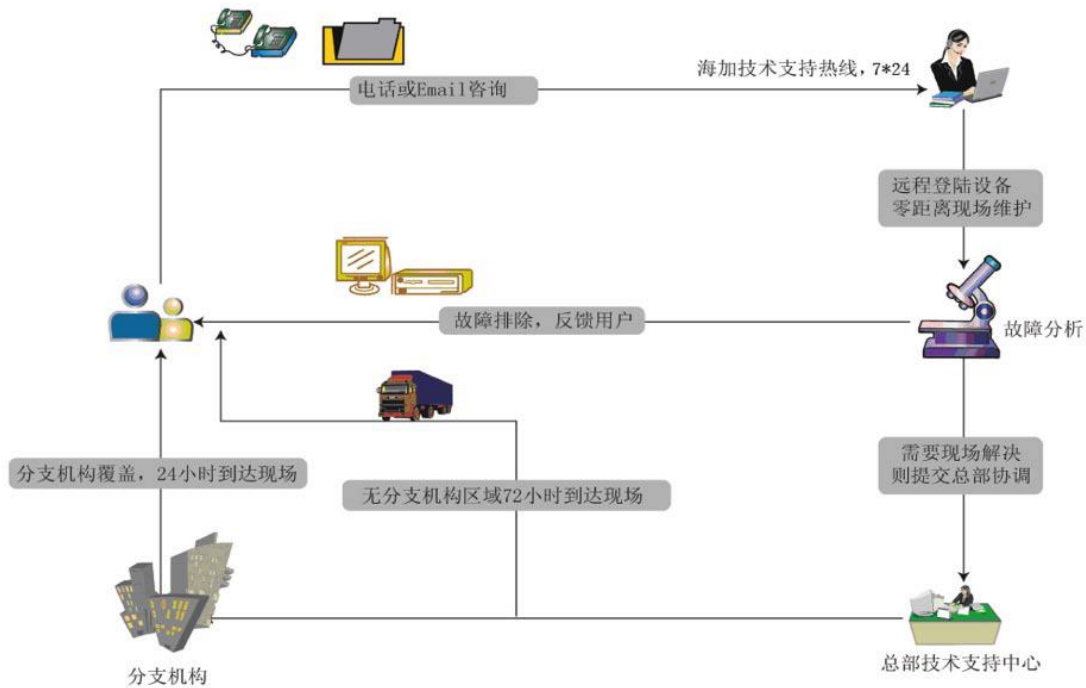 海加技术支持热线，7*24
电话或Email咨询
远程登陆设备
零距离现场维护
故障排除，反馈用户
故障分析
分支机构覆盖，24小时到达现场
需要现场解决
则提交总部协调
无分支机构区域72小时到达现场
分支机构
总部技术支持中心